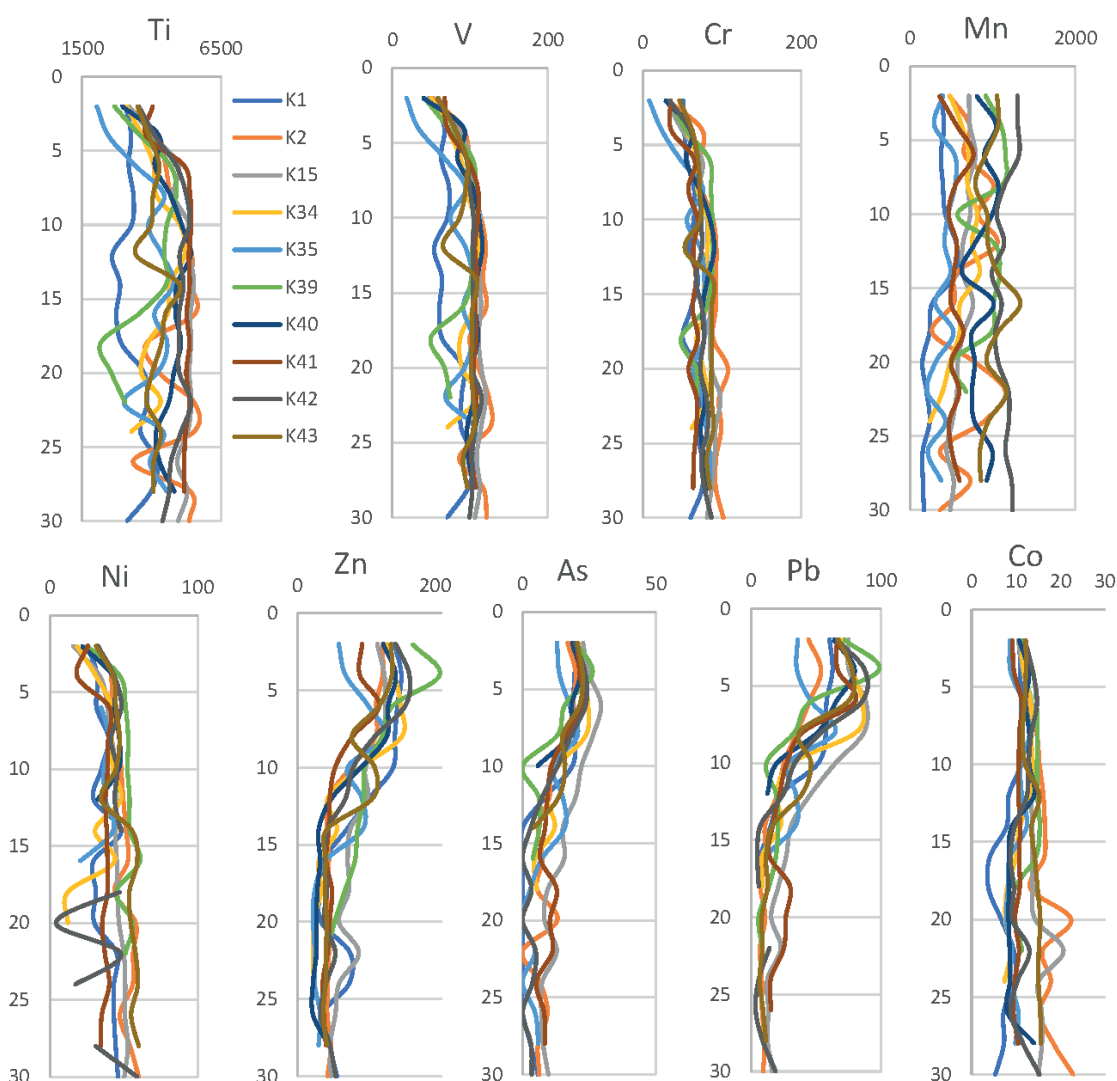 Ti V Cr Mn
1500 6500 0 200 0 200 0 2000
0 0 0 0
K1
K2
5 5 5 5
K15
K34
10 10 10 10
K35
K39
15 15 15 15
K40
K41
20 20 20 20
K42
K43
25 25 25 25
30 30 30 30
Ni Zn As Pb Co
0 100 0 200 0 50 0 100 0 10 20 30
0 0 0 0 0
5 5 5 5 5
10 10 10 10 10
15 15 15 15 15
20 20 20 20 20
25 25 25 25 25
30 30 30 30 30